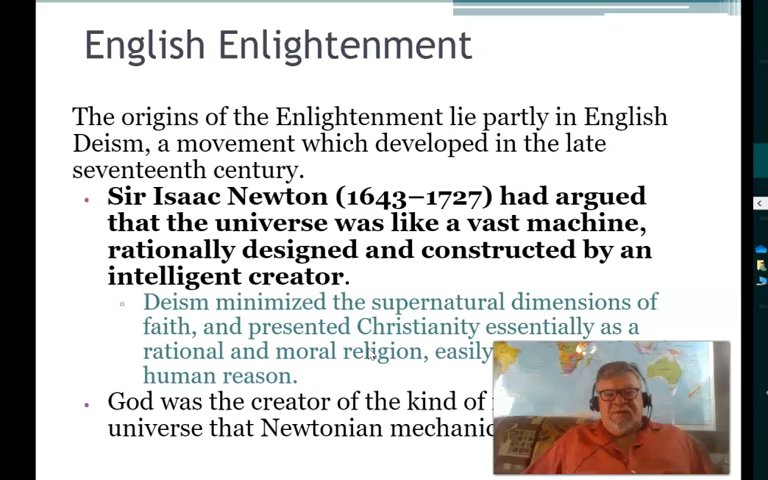 English Enlightenment
The origins of the Enlightenment lie partly in English
Deism, a movement which developed in the late
seventeenth century.
• Sir Isaac Newton (1643–1727) had argued
that the universe was like a vast machine,
rationally designed and constructed by an
intelligent creator.
▫ Deism minimized the supernatural dimensions of
faith, and presented Christianity essentially as a
rational and moral religion, easily
human reason.
• God was the creator of the kind of
universe that Newtonian